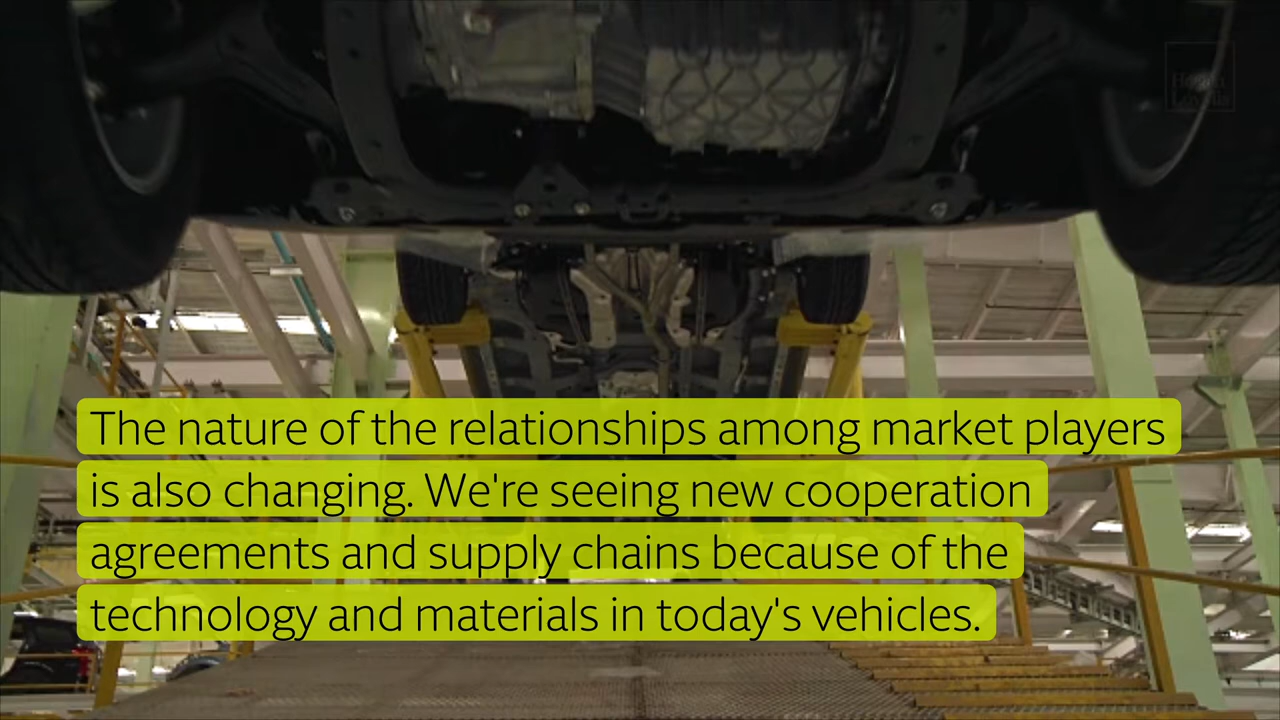 The nature of the relationships among market players
is also changing. We're seeing new cooperation
agreements and supply chains because of the
technology and materials in today's vehicles.